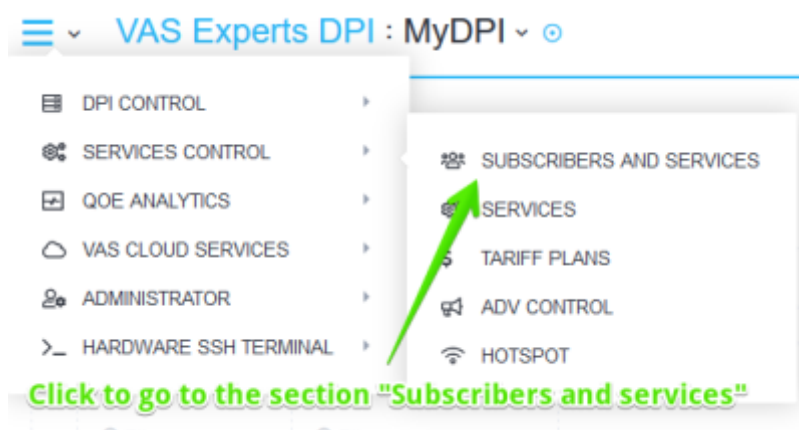 VAS Experts DPI : MyDPI
DPI CONTROL
SERVICES CONTROL
QOE ANALYTICS
VAS CLOUD SERVICES
ADMINISTRATOR
HARDWARE SSH TERMINAL
SUBSCRIBERS AND SERVICES
SERVICES
TARIFF PLANS
ADV CONTROL
HOTSPOT
Click to go to the section "Subscribers and services"